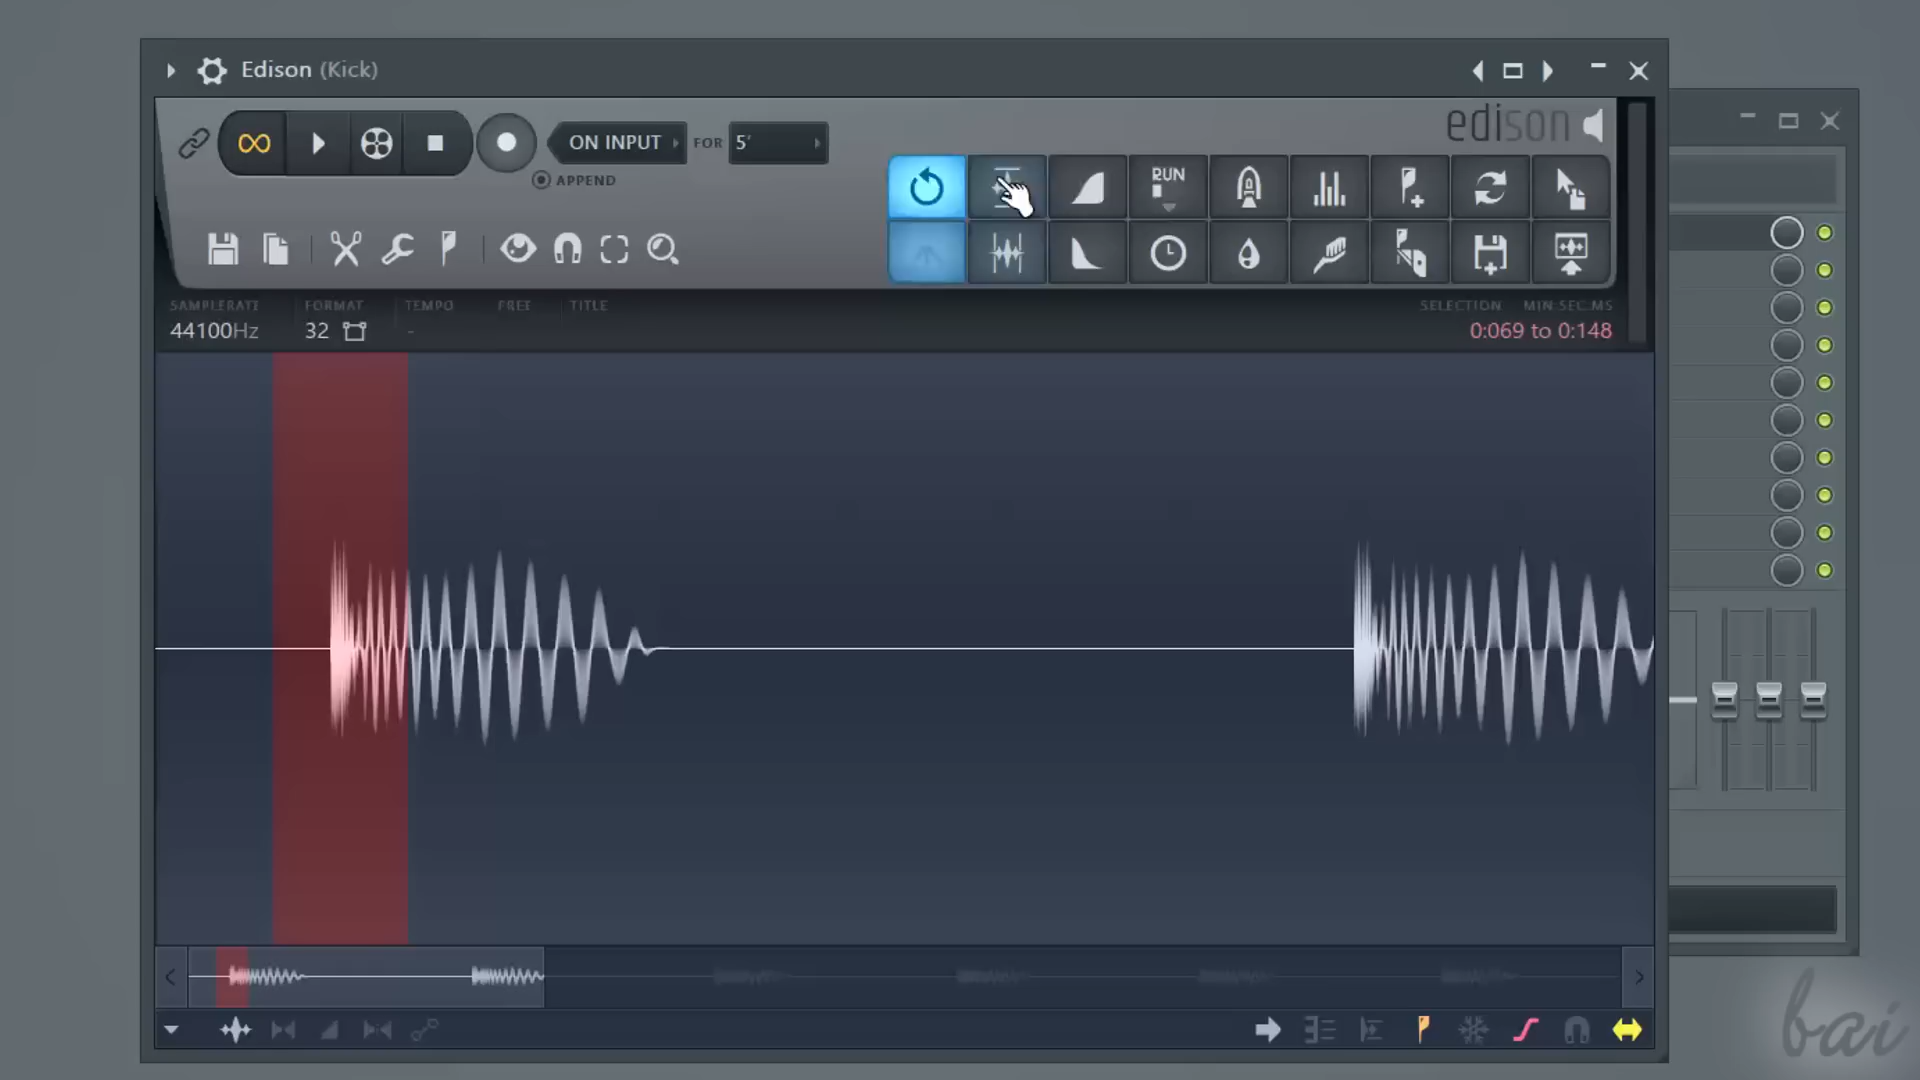 Edison (Kick)
edison
ON INPUT FOR 5'
APPEND
RUN
SAMPLERATE FORMAT TEMPO FREE TITLE SELECTION MIN:SEC:MS
44100Hz 32 - 0:069 to 0:148
bai